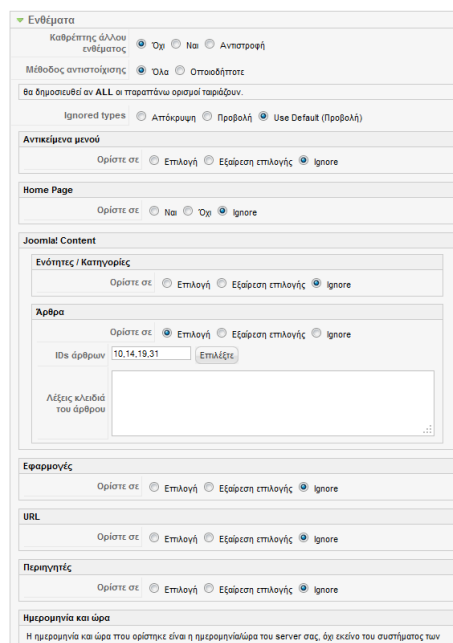 Ενθέματα
Καθρέπτης άλλου ενθέματος Όχι Ναι Αντιστροφή
Μέθοδος αντιστοίχισης Όλα Οποιοδήποτε
θα δημοσιευθεί αν ALL οι παραπάνω ορισμοί ταιριάζουν.
Ignored types Απόκρυψη Προβολή Use Default (Προβολή)
Αντικείμενα μενού
Ορίστε σε Επιλογή Εξαίρεση επιλογής Ignore
Home Page
Ορίστε σε Ναι Όχι Ignore
Joomla! Content
Ενότητες / Κατηγορίες
Ορίστε σε Επιλογή Εξαίρεση επιλογής Ignore
Άρθρα
Ορίστε σε Επιλογή Εξαίρεση επιλογής Ignore
IDs άρθρων 10,14,19,31 Επιλέξτε
Λέξεις κλειδιά του άρθρου
Εφαρμογές
Ορίστε σε Επιλογή Εξαίρεση επιλογής Ignore
URL
Ορίστε σε Επιλογή Εξαίρεση επιλογής Ignore
Περιηγητές
Ορίστε σε Επιλογή Εξαίρεση επιλογής Ignore
Ημερομηνία και ώρα
Η ημερομηνία και ώρα που ορίστηκε είναι η ημερομηνία/ώρα του server σας, όχι εκείνο του συστήματος των